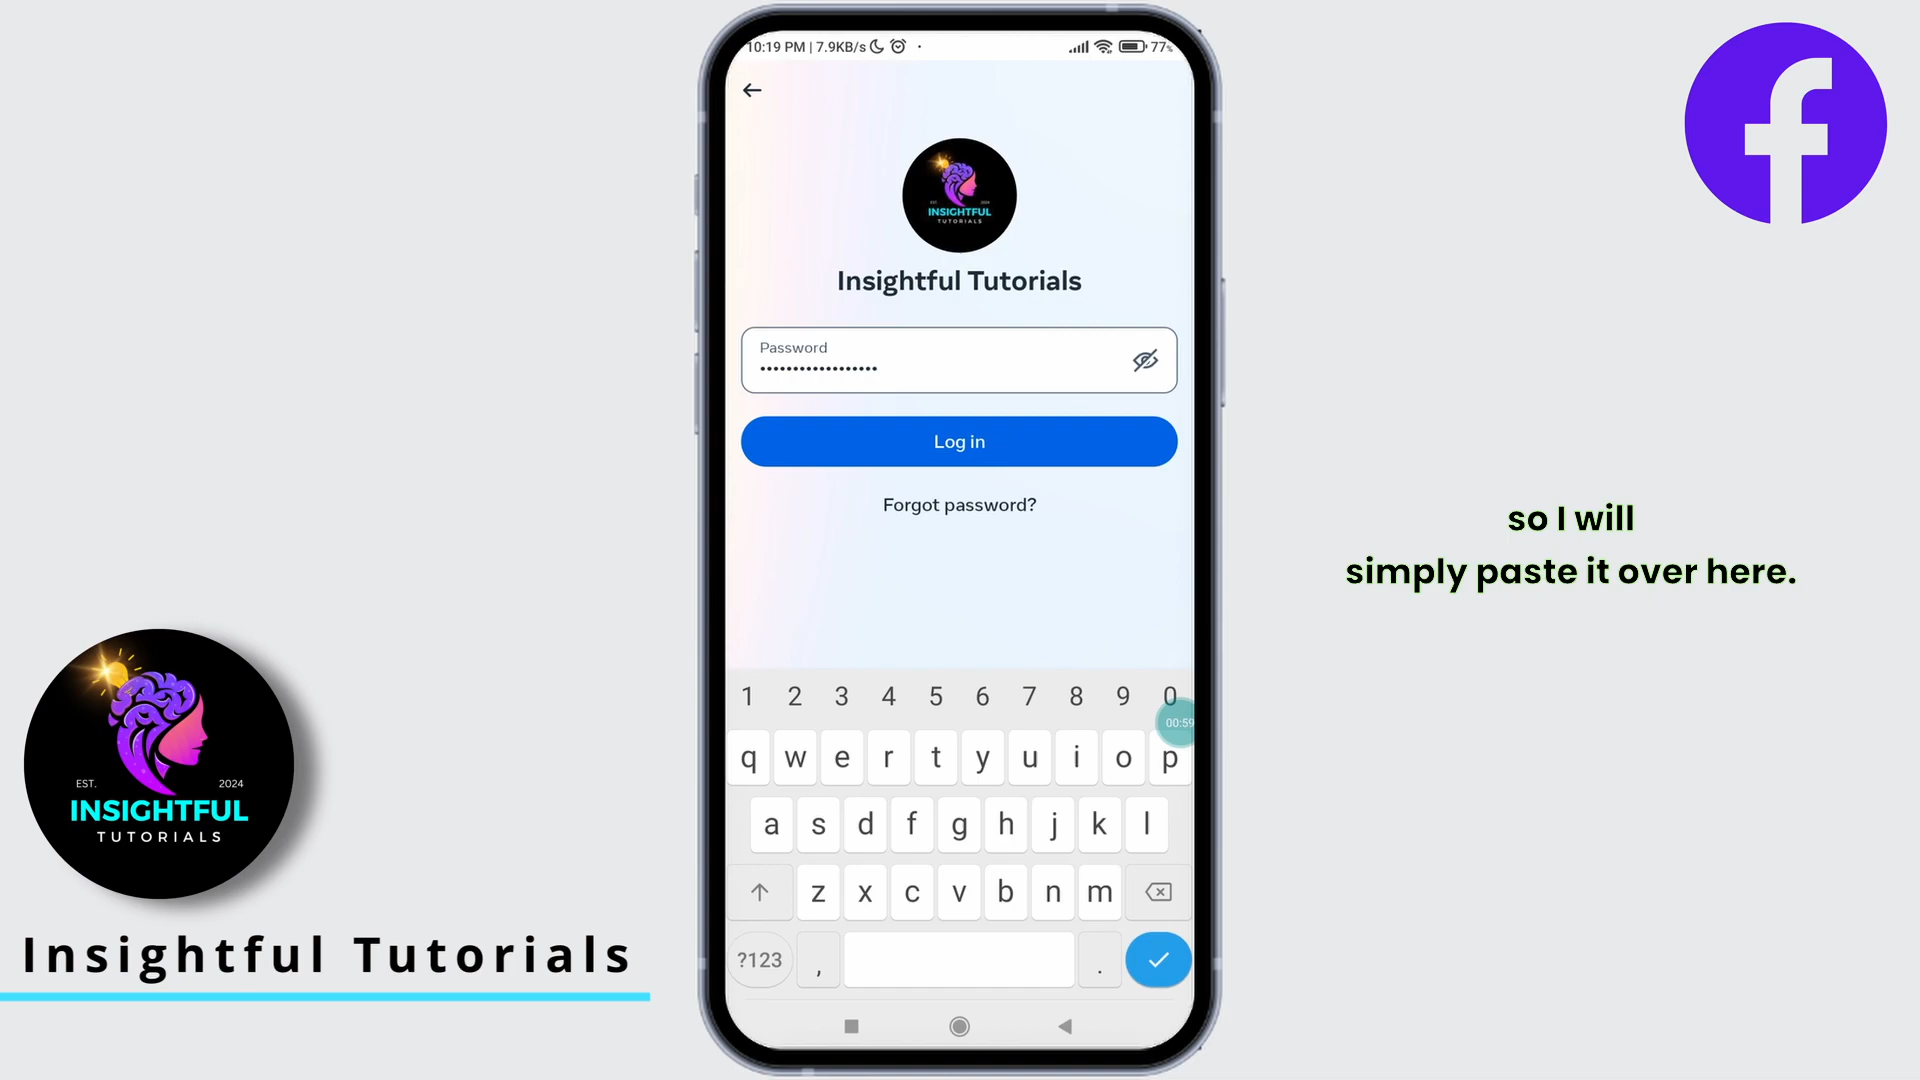 10:19 PM | 7.9KB/s
77%
INSIGHTFUL
TUTORIALS
Insightful Tutorials
Password
••••••••••••••••••
Log in
Forgot password?
so I will
simply paste it over here.
1 2 3 4 5 6 7 8 9 0
00:59
q w e r t y u i o p
a s d f g h j k l
z x c v b n m
?123 , .
EST. 2024
INSIGHTFUL
TUTORIALS
Insightful Tutorials